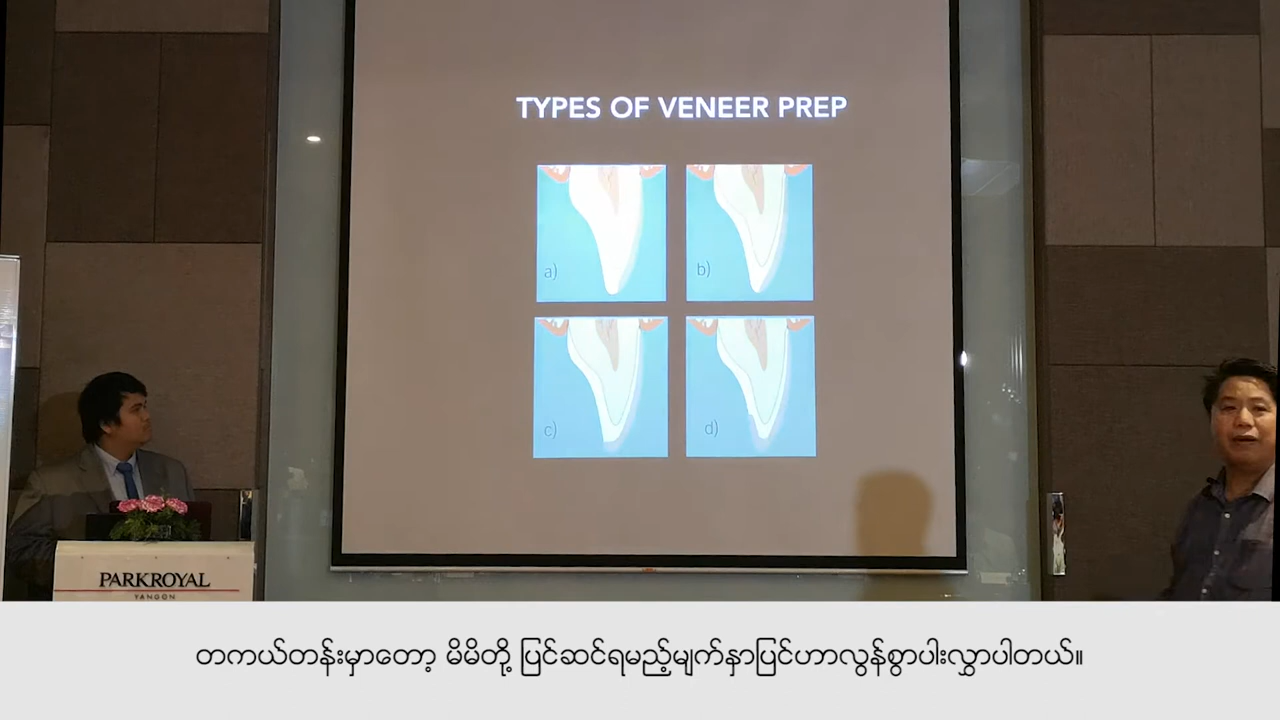 TYPES OF VENEER PREP
a)
b)
c)
d)
PARKROYAL
YANGON
တကယ်တန်းမှာတော့ မိမိတို့ ပြင်ဆင်ရမည့်မျက်နှာပြင်ဟာလွန်စွာပါးလွှာပါတယ်။